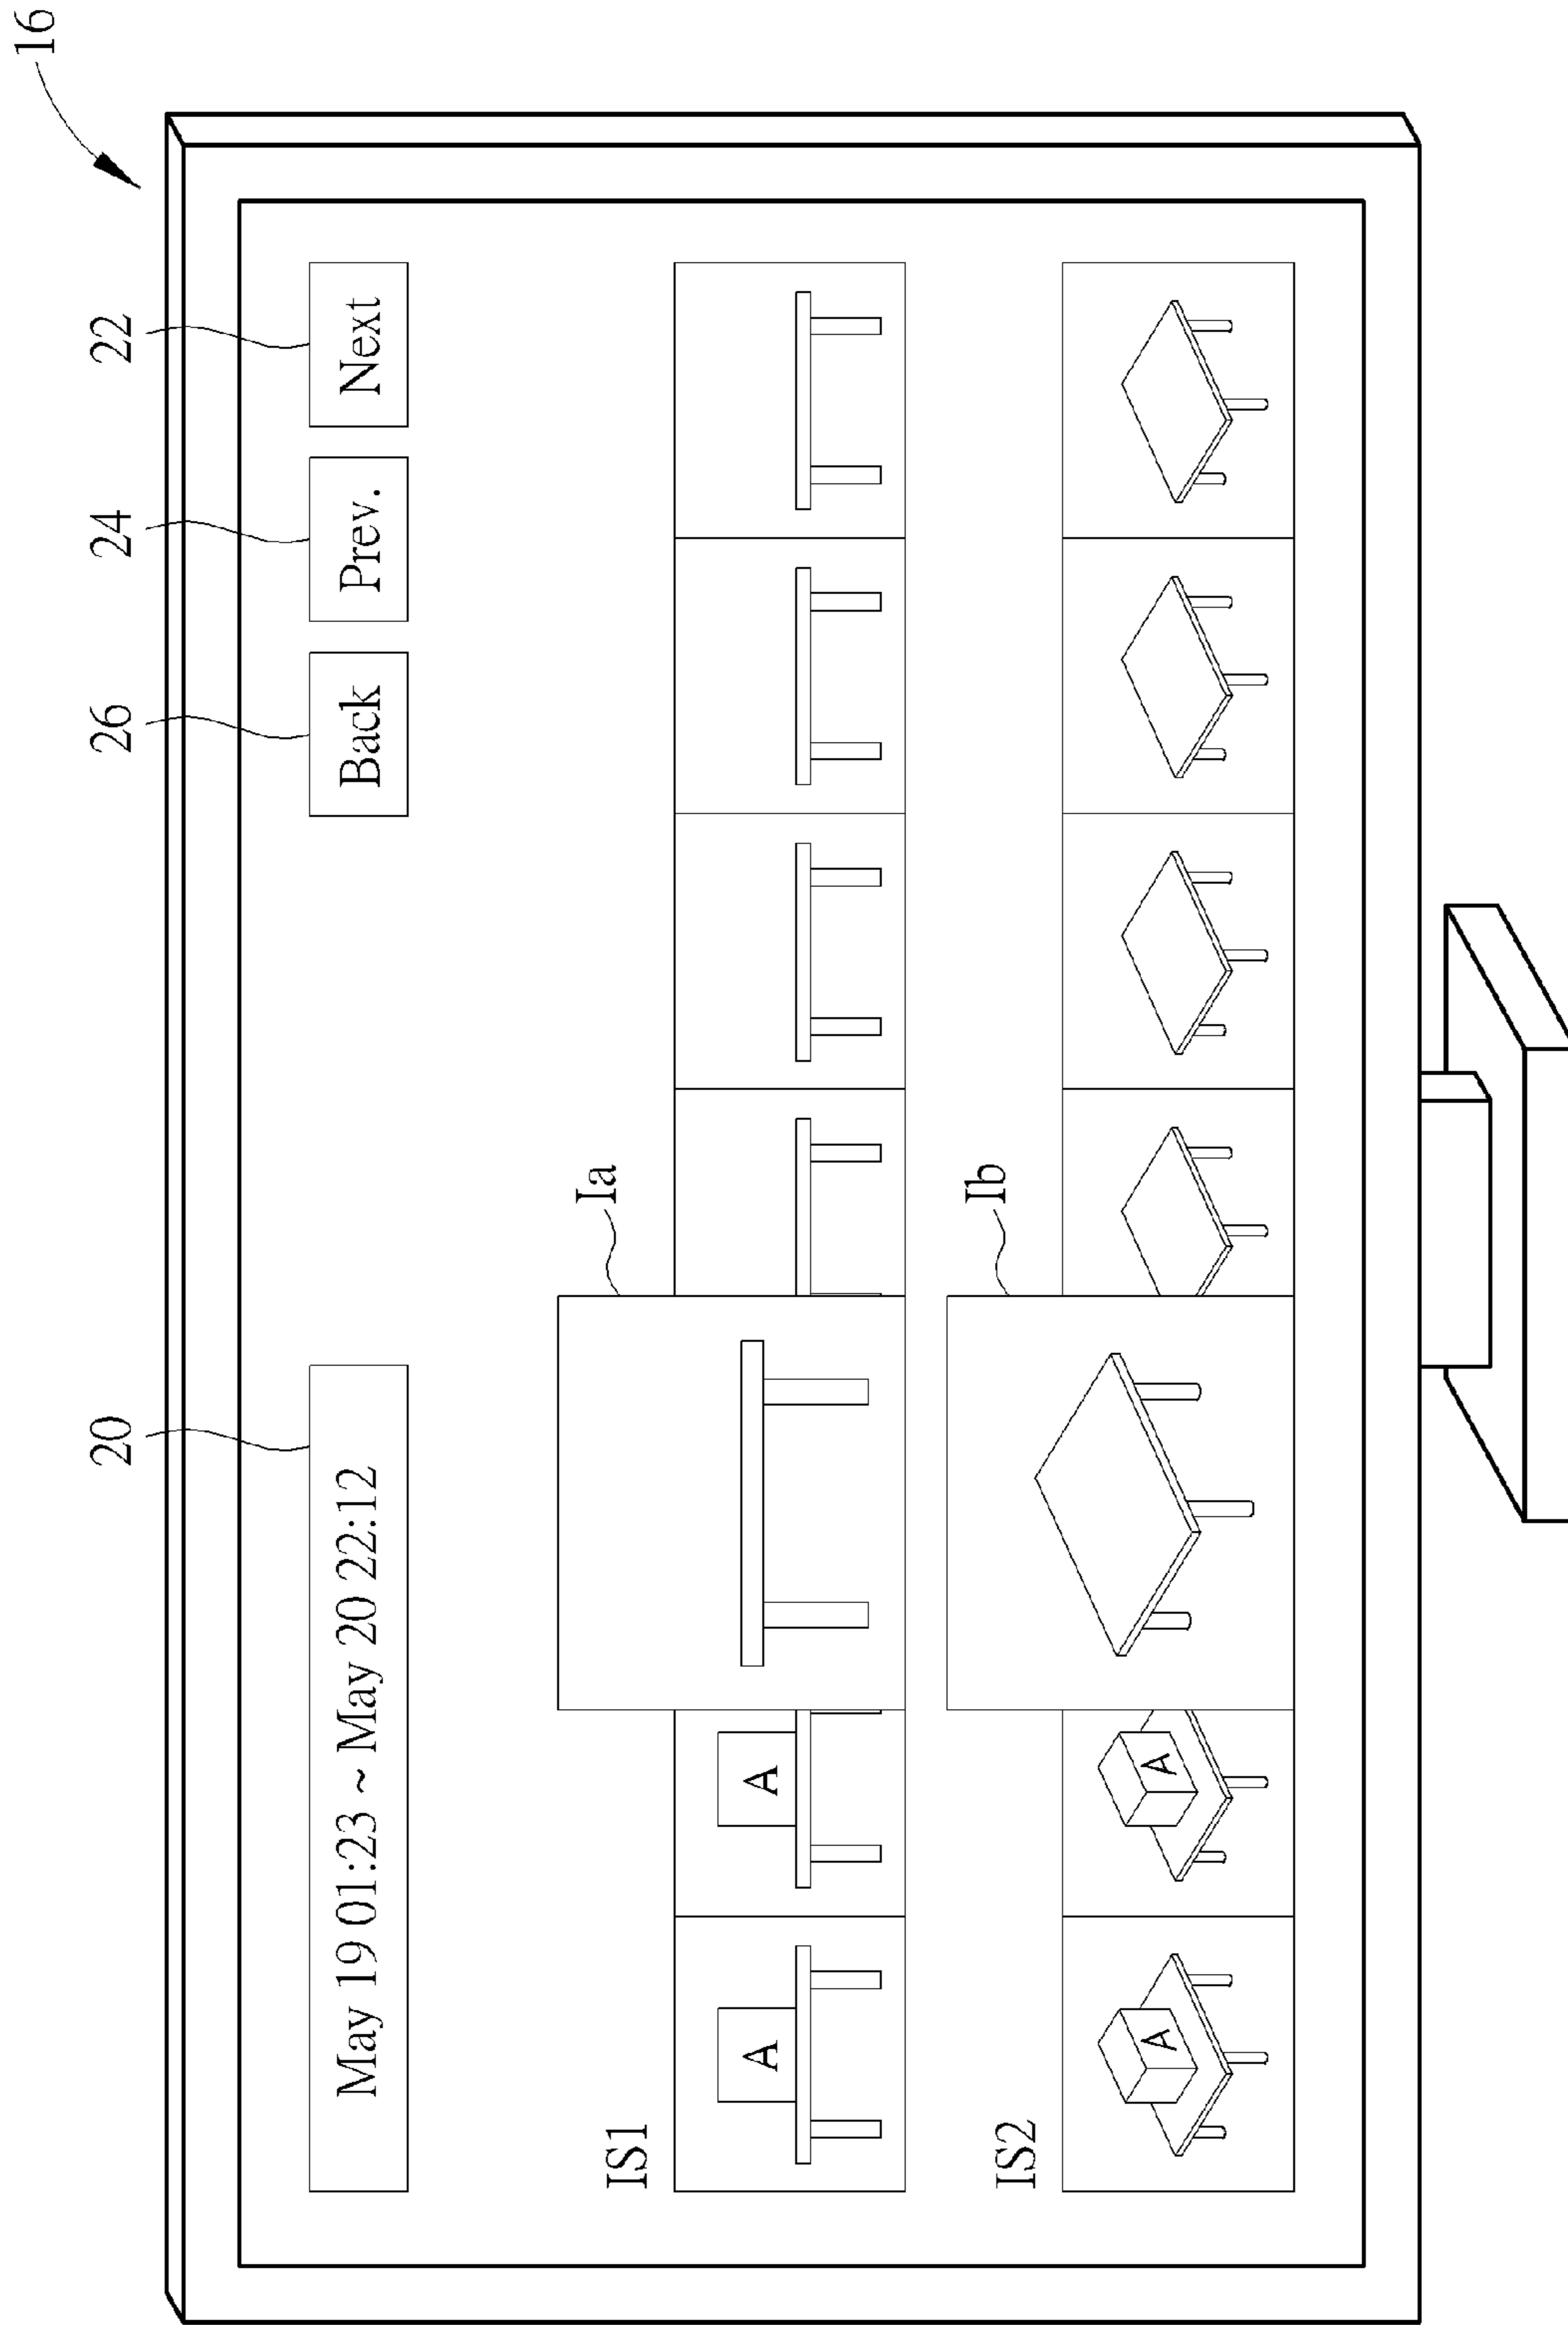 16
20
26
24
22
May 19 01:23 ~ May 20 22:12
Back
Prev.
Next
Ia
IS1
A
A
Ib
IS2
A
A